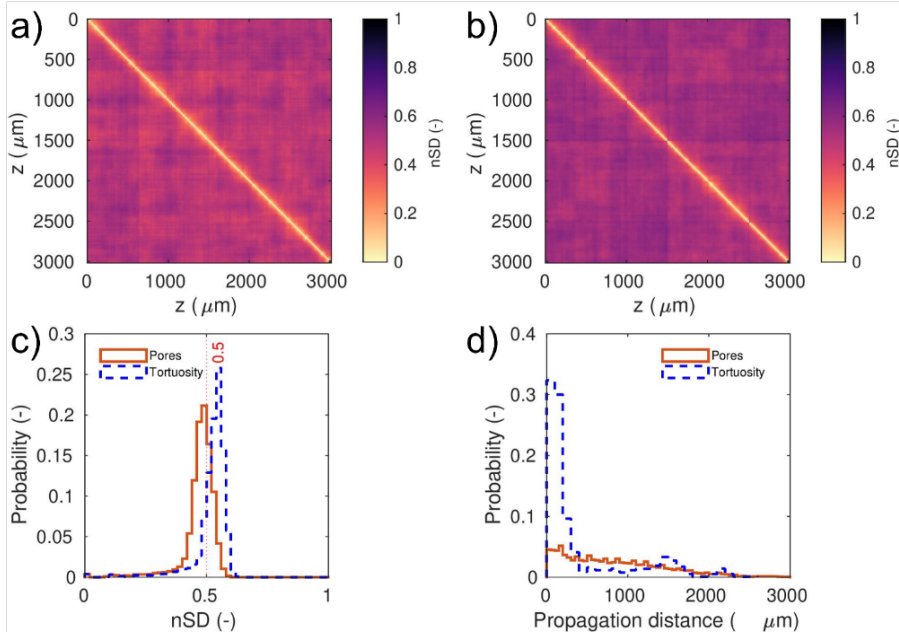 a)
0
500
1000
1500
2000
2500
3000
z ( μm)
0 1000 2000 3000
z ( μm)
1
0.8
0.6
0.4
0.2
0
nSD (-)
b)
0
500
1000
1500
2000
2500
3000
z ( μm)
0 1000 2000 3000
z ( μm)
1
0.8
0.6
0.4
0.2
0
nSD (-)
c)
0.3
0.25
0.2
0.15
0.1
0.05
0
Probability (-)
Pores
Tortuosity
0.5
0 0.5 1
nSD (-)
d)
0.4
0.3
0.2
0.1
0
Probability (-)
Pores
Tortuosity
0 1000 2000 3000
Propagation distance ( μm)